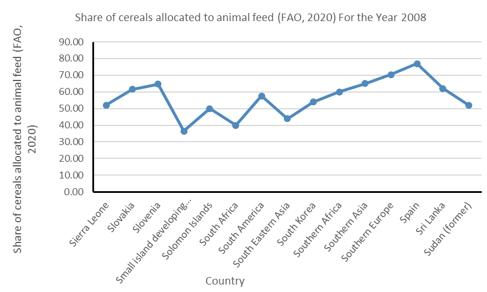 Share of cereals allocated to animal feed (FAO, 2020) For the Year 2008
Share of cereals allocated to animal feed (FAO,
2020)
90.00
80.00
70.00
60.00
50.00
40.00
30.00
20.00
10.00
0.00
Sierra Leone
Slovakia
Slovenia
Small island developing...
Solomon Islands
South Africa
South America
South Eastern Asia
South Korea
Southern Africa
Southern Asia
Southern Europe
Spain
Sri Lanka
Sudan (former)
Country